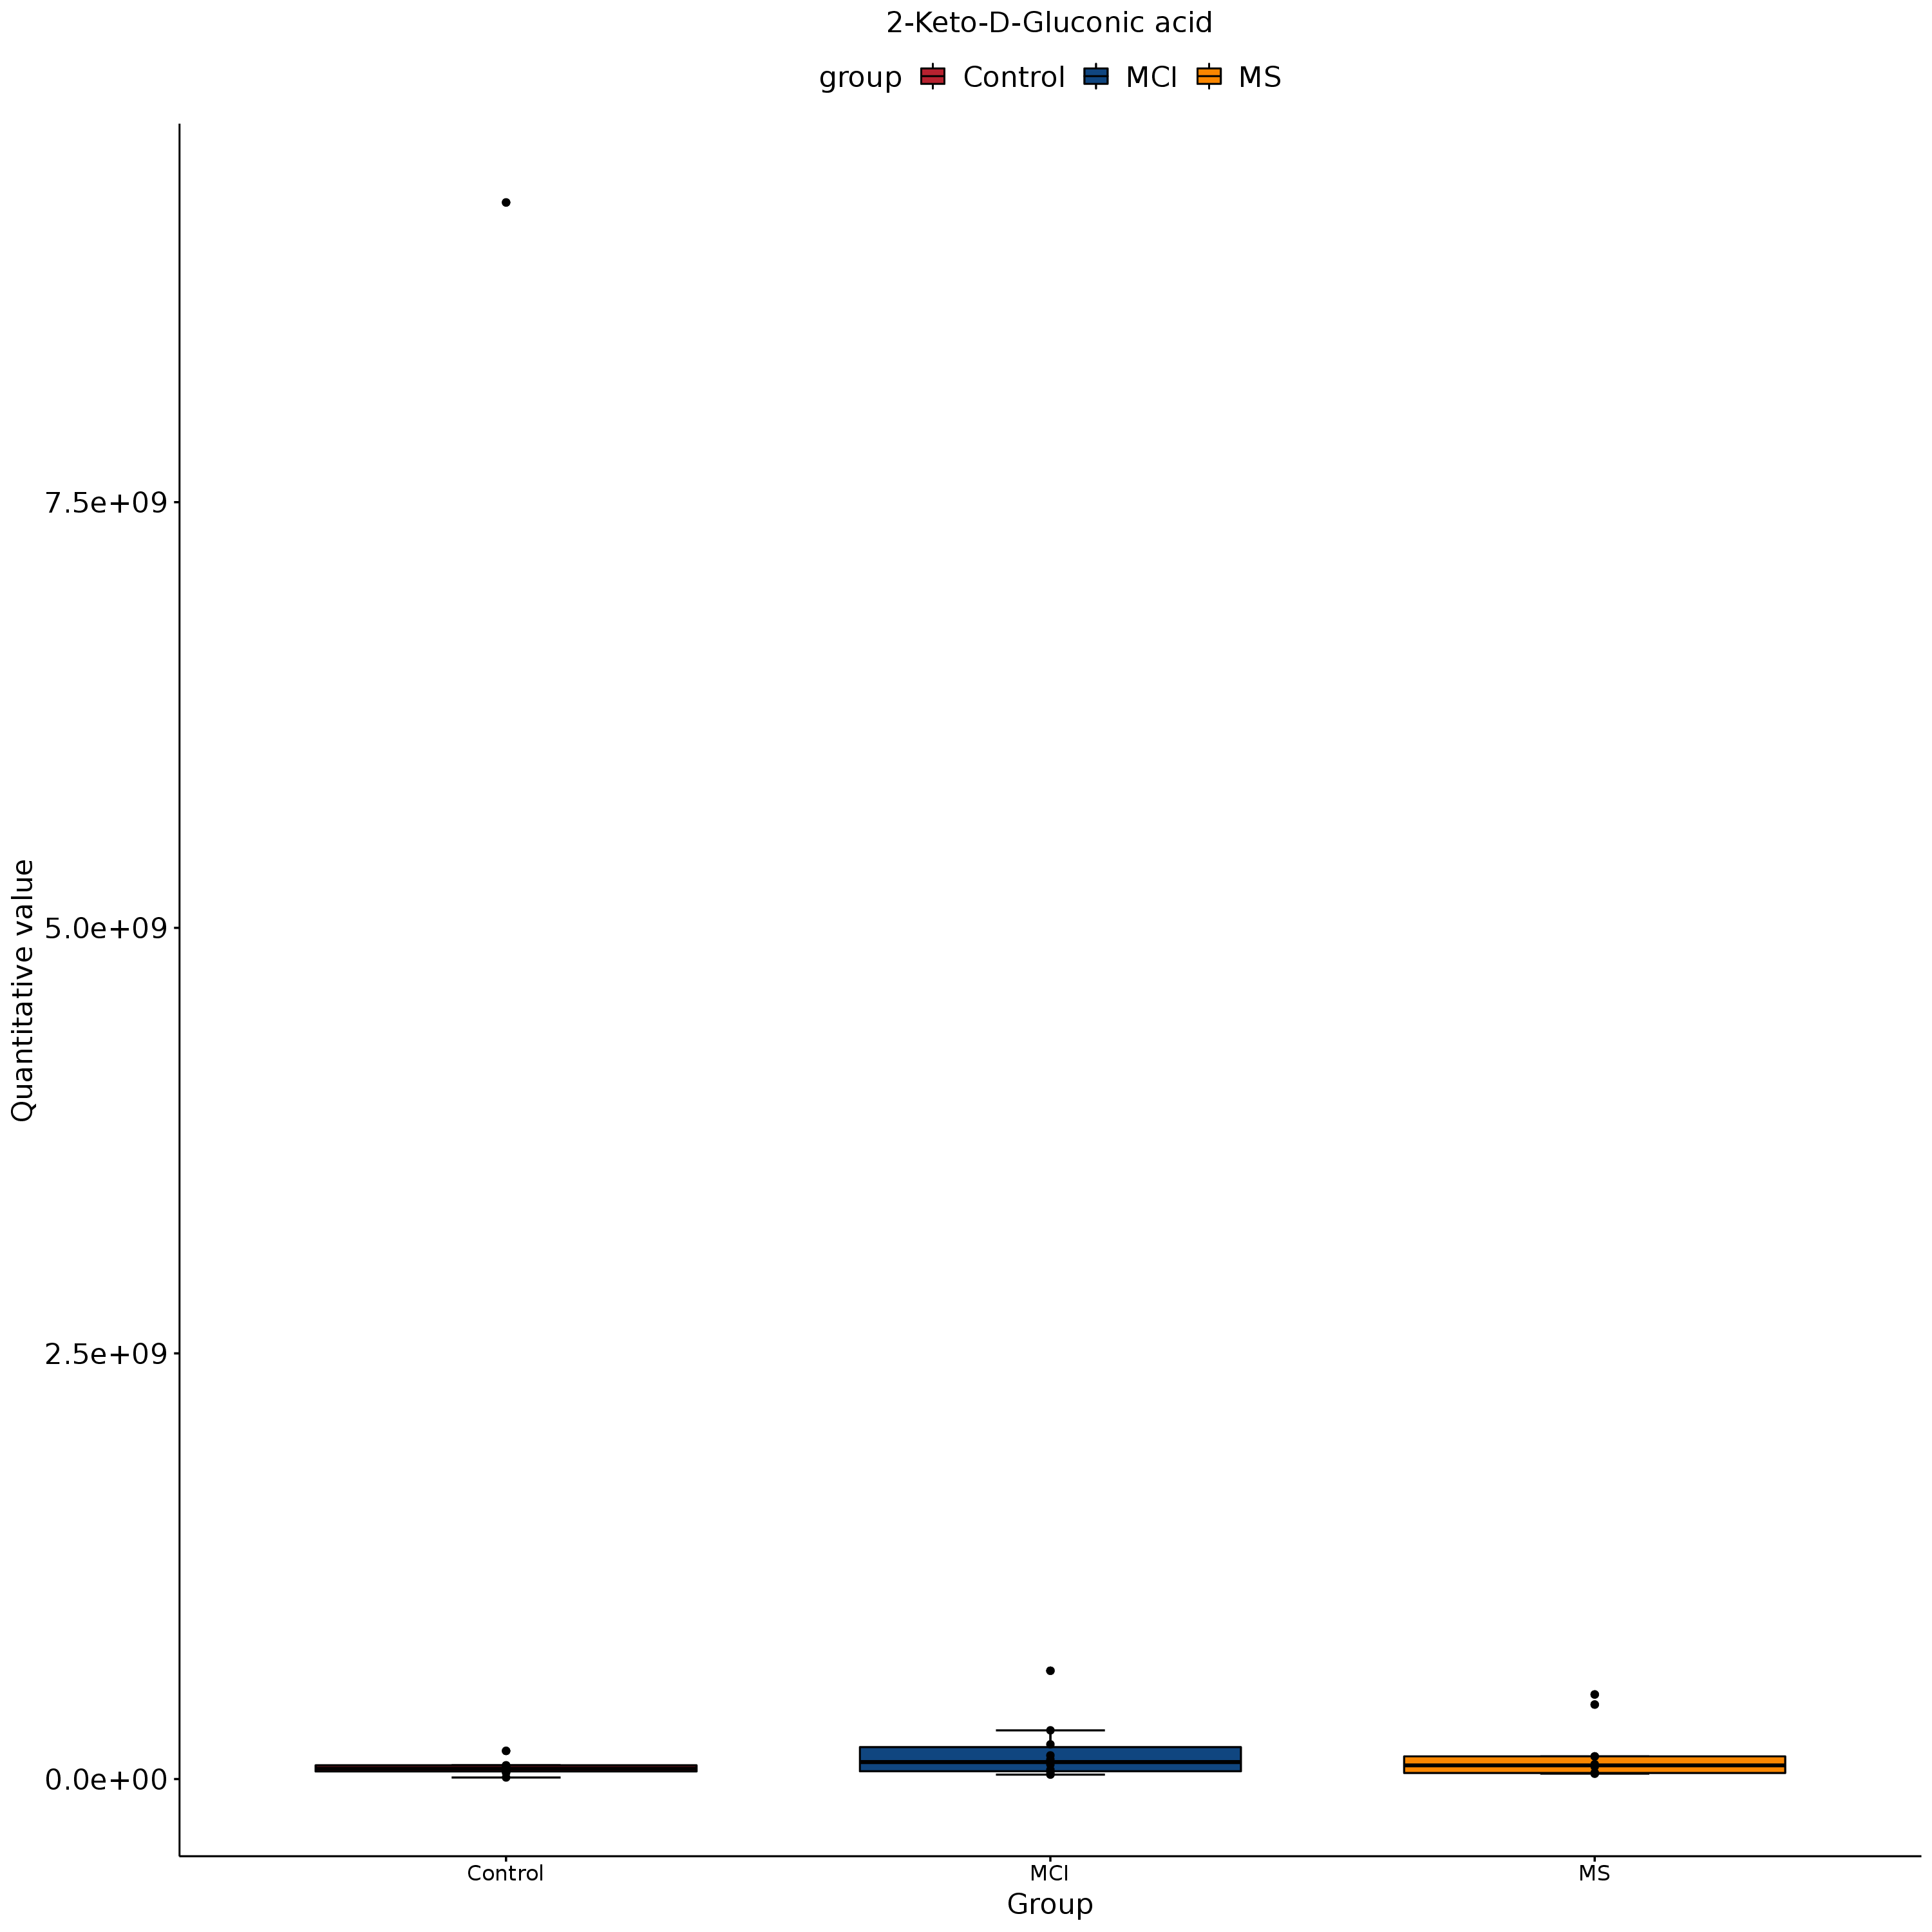 2-Keto-D-Gluconic acid
group Control MCI MS
Quantitative value
7.5e+09
5.0e+09
2.5e+09
0.0e+00
Control MCI MS
Group